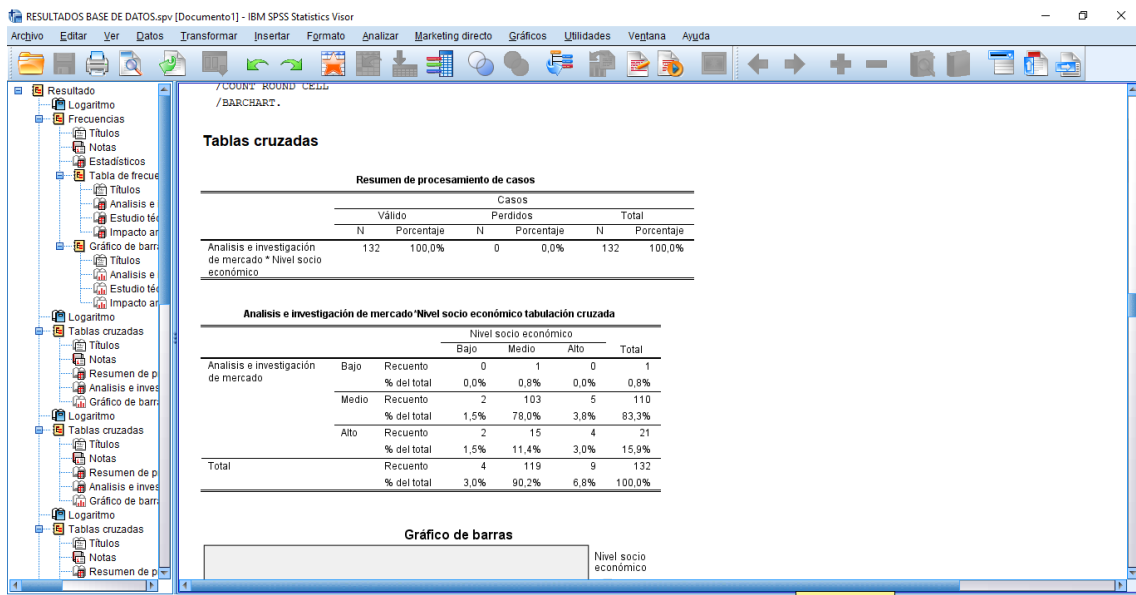 RESULTADOS BASE DE DATOS.spv [Documento1] - IBM SPSS Statistics Visor
Archivo Editar Ver Datos Transformar Insertar Formato Analizar Marketing directo Gráficos Utilidades Ventana Ayuda
Resultado
Logaritmo
Frecuencias
Títulos
Notas
Estadísticos
Tabla de frecue
Títulos
Analisis e
Estudio téc
Impacto ar
Gráfico de barra
Títulos
Analisis e
Estudio téc
Impacto ar
Logaritmo
Tablas cruzadas
Títulos
Notas
Resumen de p
Analisis e inves
Gráfico de barra
Logaritmo
Tablas cruzadas
Títulos
Notas
Resumen de p
Analisis e inves
Gráfico de barra
Logaritmo
Tablas cruzadas
Títulos
Notas
Resumen de p
/COUNT ROUND CELL
/BARCHART.
Tablas cruzadas
Resumen de procesamiento de casos
Casos
Válido Perdidos Total
N Porcentaje N Porcentaje N Porcentaje
Analisis e investigación 132 100,0% 0 0,0% 132 100,0%
de mercado * Nivel socio
económico
Analisis e investigación de mercado*Nivel socio económico tabulación cruzada
Nivel socio económico
Bajo Medio Alto Total
Analisis e investigación Bajo Recuento 0 1 0 1
de mercado % del total 0,0% 0,8% 0,0% 0,8%
Medio Recuento 2 103 5 110
% del total 1,5% 78,0% 3,8% 83,3%
Alto Recuento 2 15 4 21
% del total 1,5% 11,4% 3,0% 15,9%
Total Recuento 4 119 9 132
% del total 3,0% 90,2% 6,8% 100,0%
Gráfico de barras
Nivel socio
económico